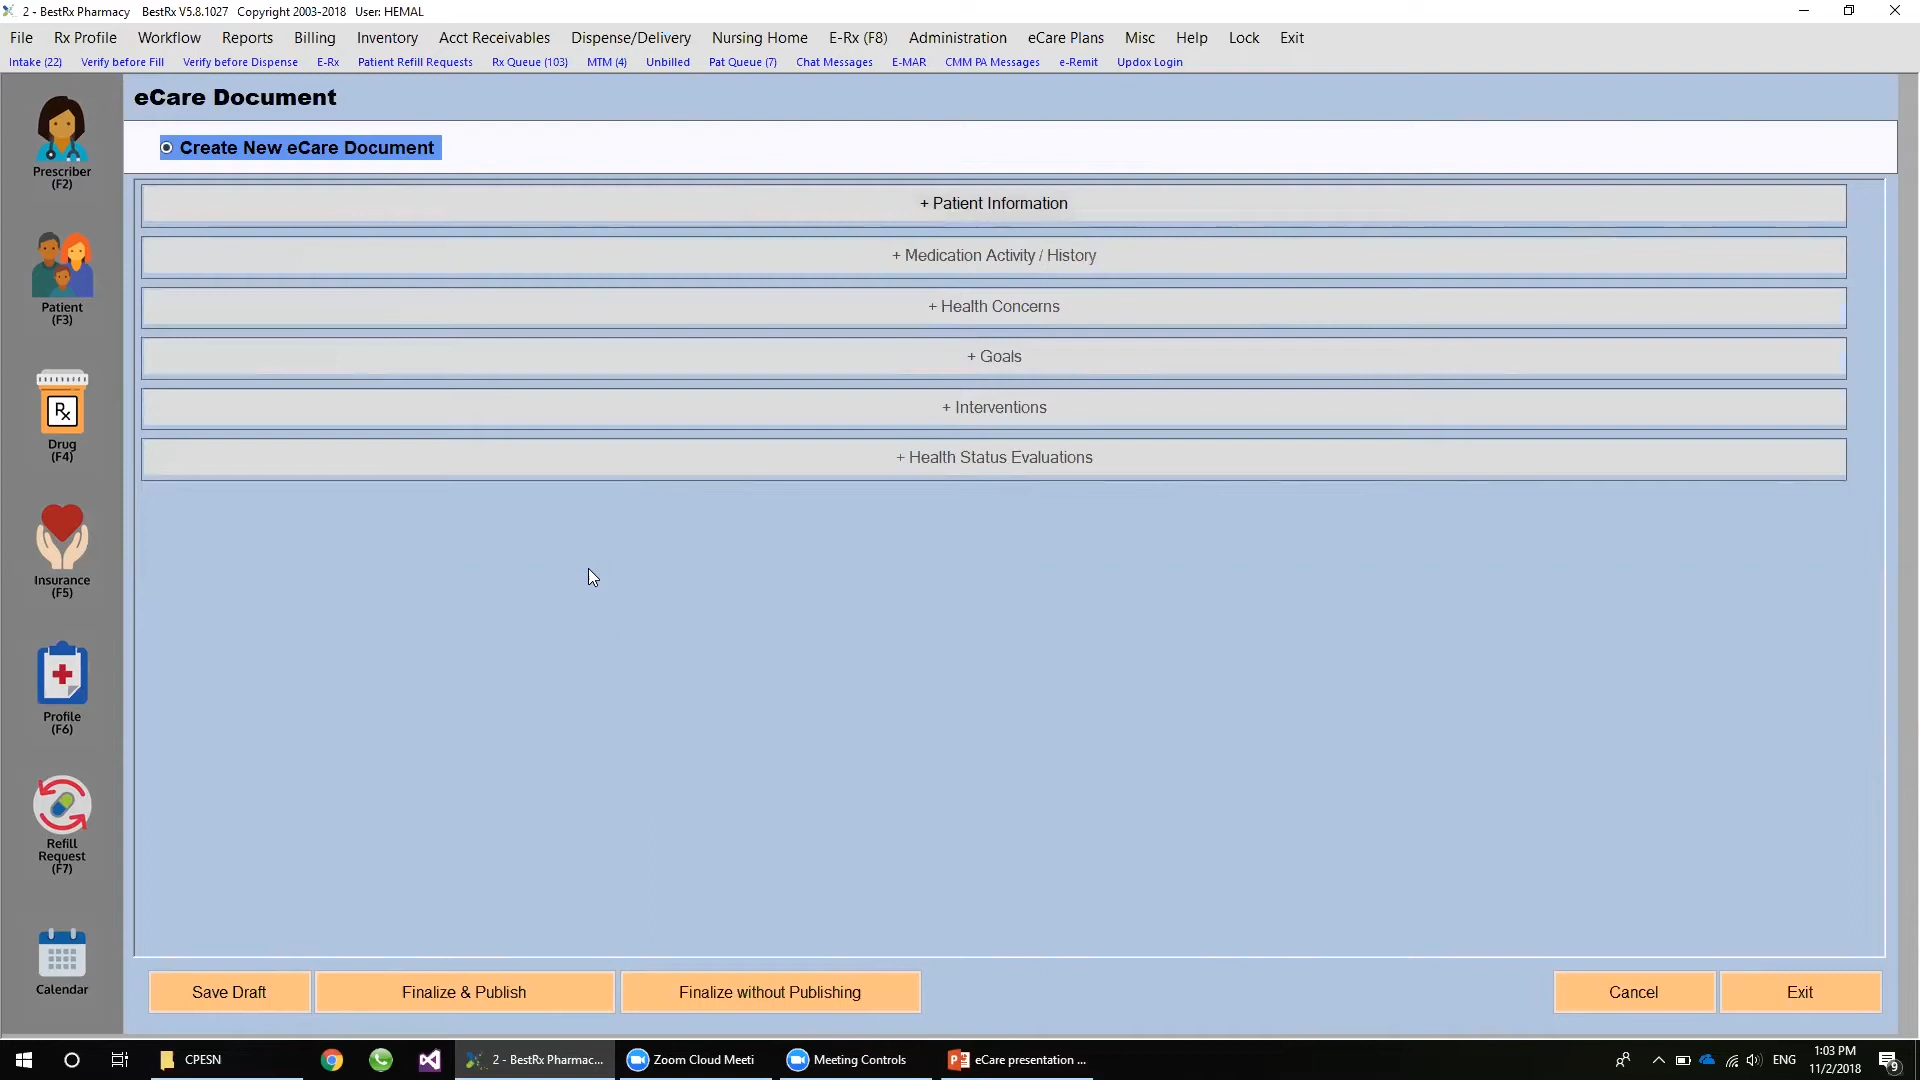 2 - BestRx Pharmacy BestRx V5.8.1027 Copyright 2003-2018 User: HEMAL
File Rx Profile Workflow Reports Billing Inventory Acct Receivables Dispense/Delivery Nursing Home E-Rx (F8) Administration eCare Plans Misc Help Lock Exit
Intake (22) Verify before Fill Verify before Dispense E-Rx Patient Refill Requests Rx Queue (103) MTM (4) Unbilled Pat Queue (7) Chat Messages E-MAR CMM PA Messages e-Remit Updox Login
eCare Document
Create New eCare Document
Prescriber
(F2)
+ Patient Information
+ Medication Activity / History
Patient
(F3)
+ Health Concerns
+ Goals
+ Interventions
Rx
Drug
(F4)
+ Health Status Evaluations
Insurance
(F5)
Profile
(F6)
Refill
Request
(F7)
Calendar
Save Draft Finalize & Publish Finalize without Publishing Cancel Exit
CPESN 2 - BestRx Pharmac... Zoom Cloud Meeti Meeting Controls eCare presentation ... ENG
1:03 PM
11/2/2018
9